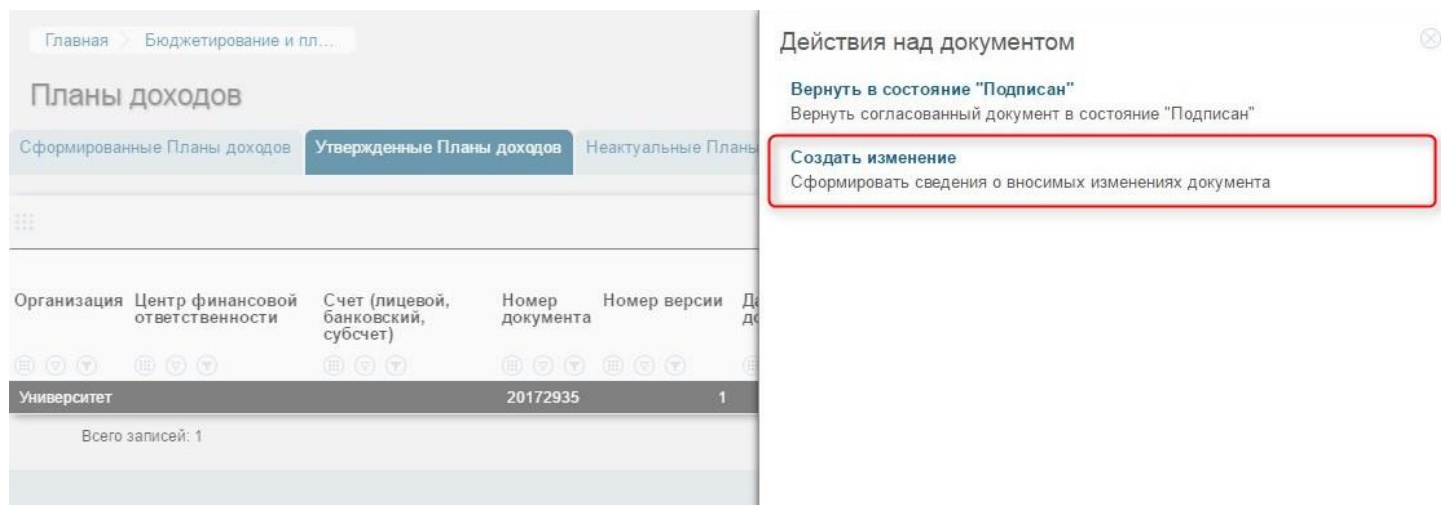 Главная
Бюджетирование и пл...
Планы доходов
Сформированные Планы доходов
Утвержденные Планы доходов
Неактуальные Планы
Организация
Центр финансовой
ответственности
Счет (лицевой,
банковский,
субсчет)
Номер
документа
Номер версии
Университет
20172935
1
Всего записей: 1
Действия над документом
Вернуть в состояние "Подписан"
Вернуть согласованный документ в состояние "Подписан"
Создать изменение
Сформировать сведения о вносимых изменениях документа